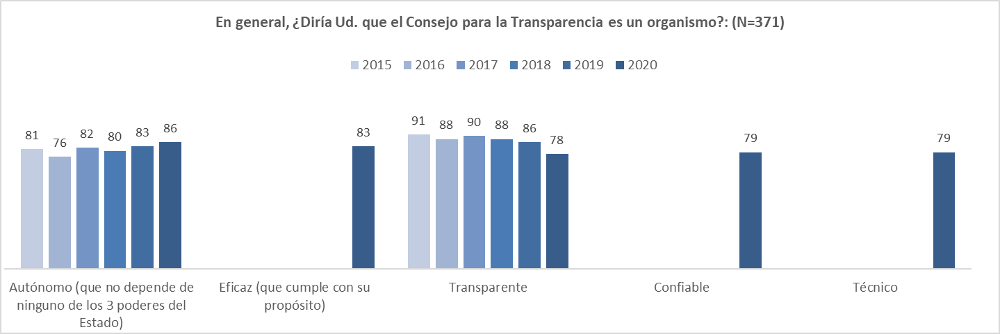 En general, ¿Diría Ud. que el Consejo para la Transparencia es un organismo?: (N=371)
2015 2016 2017 2018 2019 2020
81 76 82 80 83 86
83
91 88 90 88 86 78
79
79
Autónomo (que no depende de
ninguno de los 3 poderes del
Estado)
Eficaz (que cumple con su
propósito)
Transparente
Confiable
Técnico